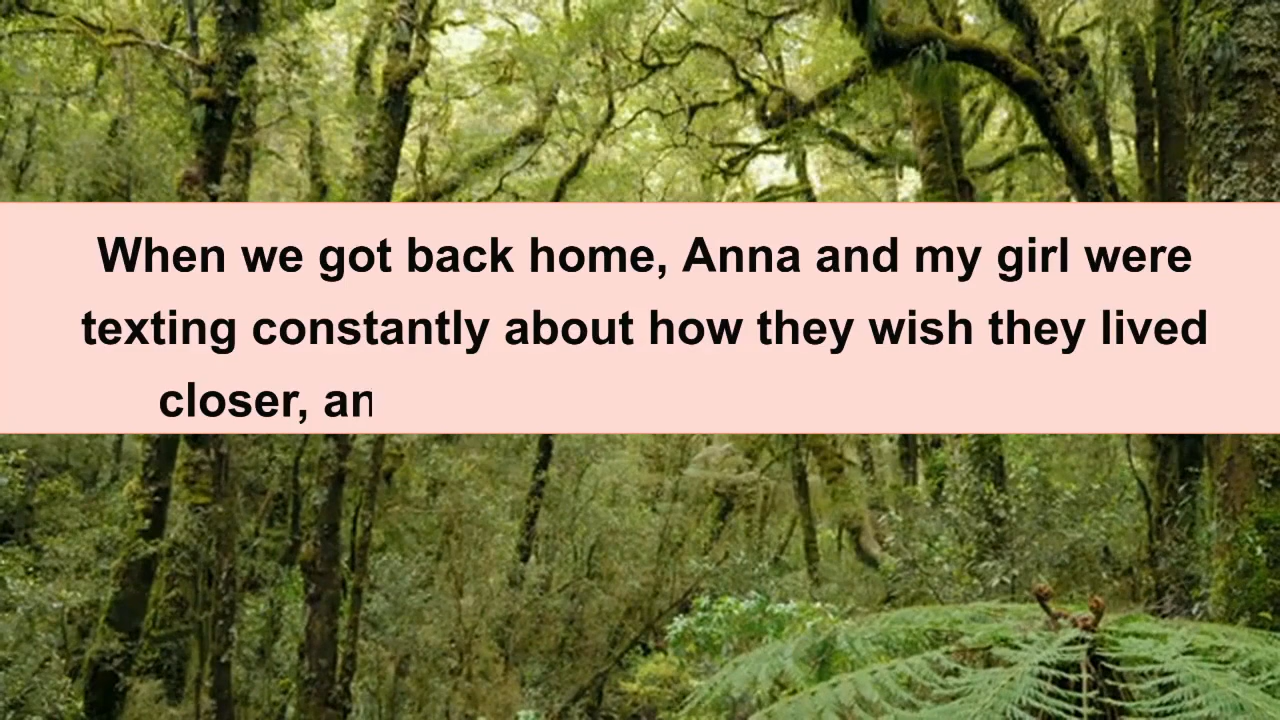 When we got back home, Anna and my girl were
texting constantly about how they wish they lived
closer, an